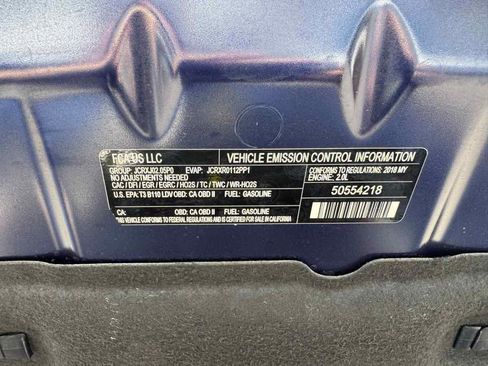 FCA US LLC
VEHICLE EMISSION CONTROL INFORMATION
GROUP: JCRXJ02.05P0 EVAP: JCRXR0112PP1
NO ADJUSTMENTS NEEDED
CAC / DFI / EGR / EGRC / HO2S / TC / TWC / WR-HO2S
CONFORMS TO REGULATIONS: 2018 MY
ENGINE: 2.0L
U.S. EPA: T3 B110 LDV OBD: CA OBD II FUEL: GASOLINE
50554218
CA: OBD: CA OBD II FUEL: GASOLINE
CONFORMS TO FEDERAL REGULATIONS AND IS CERTIFIED FOR SALE IN CALIFORNIA